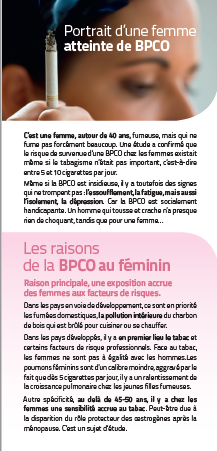 Portrait d'une femme
atteinte de BPCO
C'est une femme, autour de 40 ans, fumeuse, mais qui ne
fume pas forcément beaucoup. Une étude a confirmé que
le risque de survenue d'une BPCO chez les femmes existait
même si le tabagisme n'était pas important, c'est-à-dire
entre 5 et 10 cigarettes par jour.
Même si la BPCO est insidieuse, il y a toutefois des signes
qui ne trompent pas : l'essoufflement, la fatigue, mais aussi
l'isolement, la dépression. Car la BPCO est socialement
handicapante. Un homme qui tousse et crache n'a presque
rien de choquant, tandis que pour une femme...
Les raisons
de la BPCO au féminin
Raison principale, une exposition accrue
des femmes aux facteurs de risques.
Dans les pays en voie de développement, ce sont en priorité
les fumées domestiques, la pollution intérieure du charbon
de bois qui est brûlé pour cuisiner ou se chauffer.
Dans les pays développés, il y a en premier lieu le tabac et
certains facteurs de risque professionnels. Face au tabac,
les femmes ne sont pas à égalité avec les hommes.Les
poumons féminins sont d'un calibre moindre, aggravé par le
fait que dès 5 cigarettes par jour, il y a un ralentissement de
la croissance pulmonaire chez les jeunes filles fumeuses.
Autre spécificité, au delà de 45-50 ans, il y a chez les
femmes une sensibilité accrue au tabac. Peut-être due à
la disparition du rôle protecteur des œstrogènes après la
ménopause. C'est un sujet d'étude.